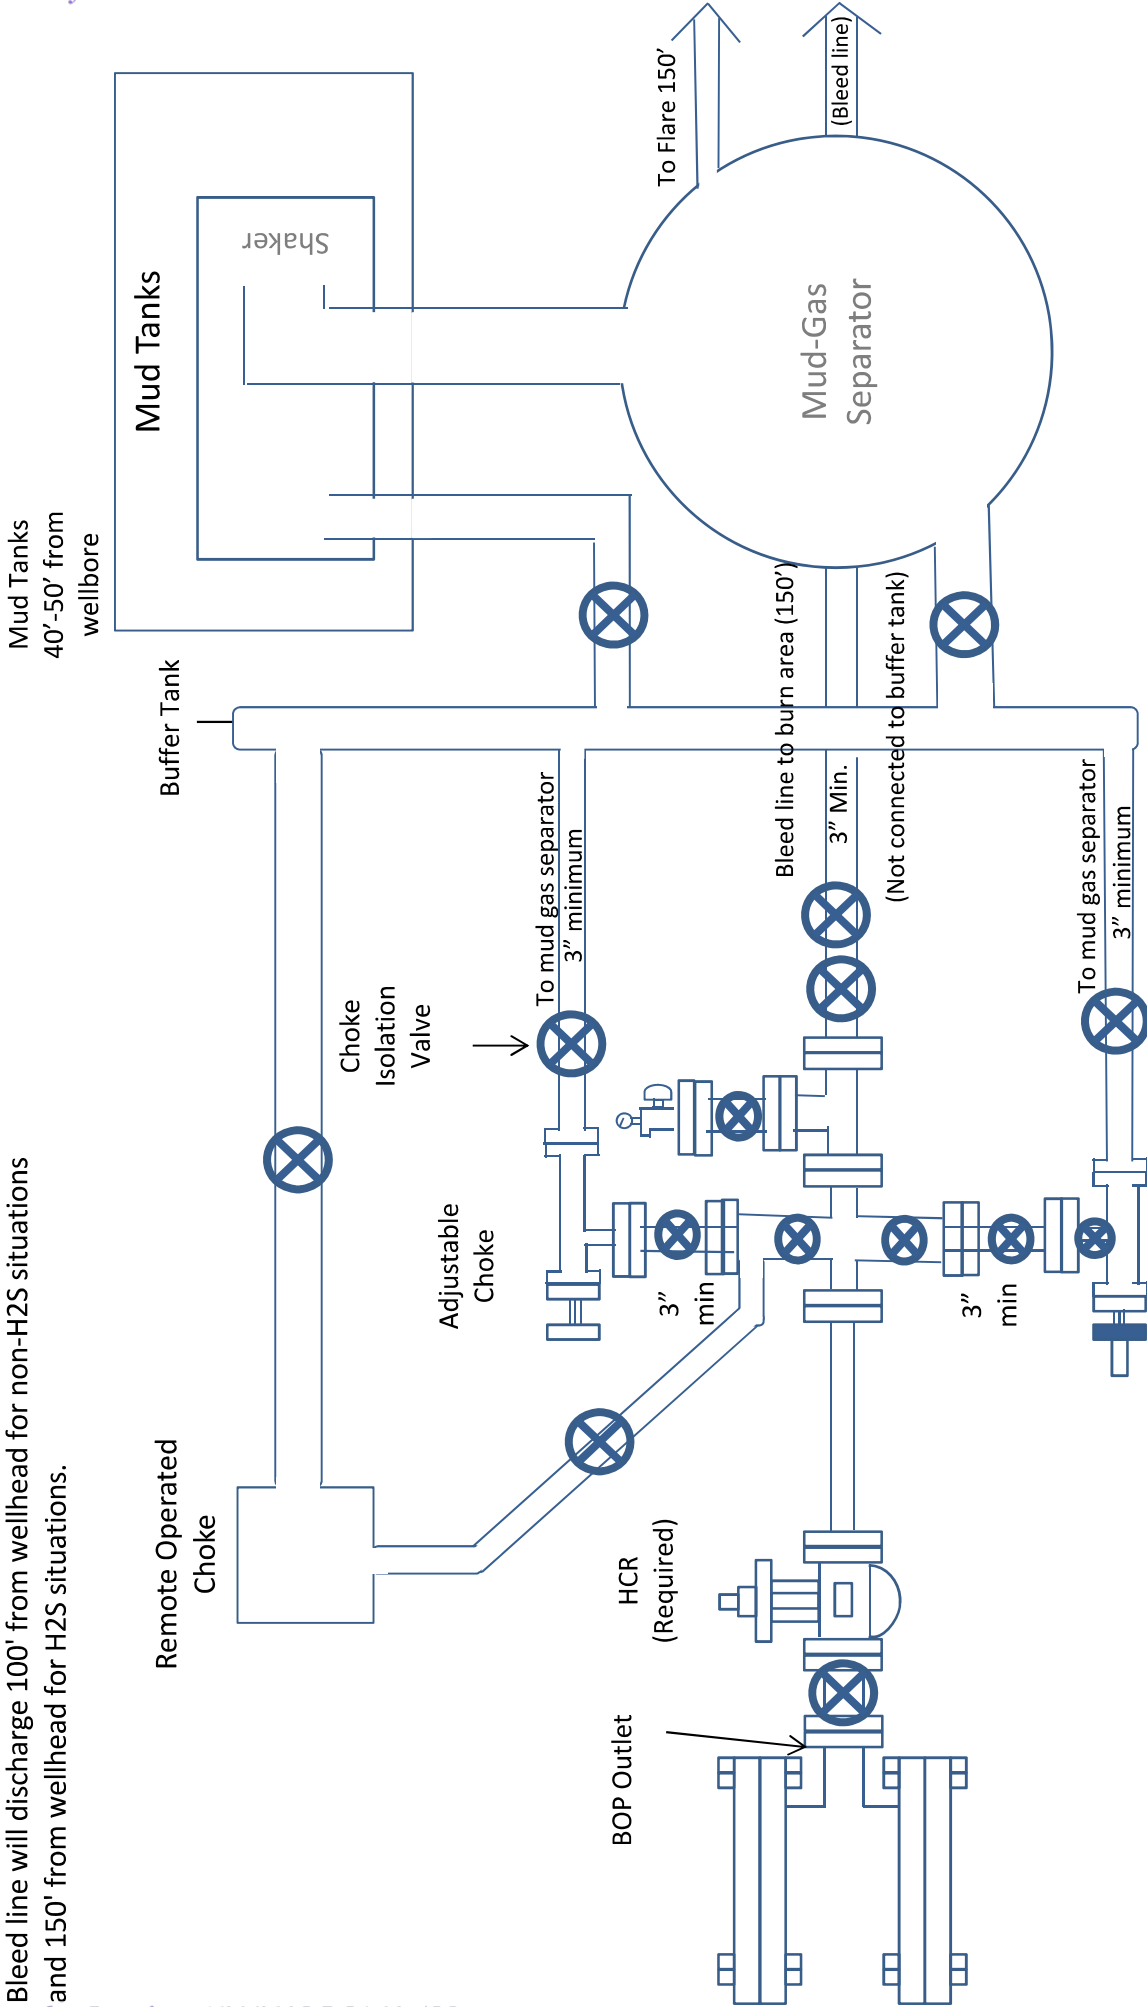 Bleed line will discharge 100' from wellhead for non-H2S situations
and 150' from wellhead for H2S situations.
Mud Tanks
40’-50’ from
wellbore
Mud Tanks
Shaker
Buffer Tank
Remote Operated
Choke
Choke
Isolation
Valve
Adjustable
Choke
To mud gas separator
3” minimum
To Flare 150’
(Bleed line)
Mud-Gas
Separator
HCR
(Required)
BOP Outlet
3”
min
Bleed line to burn area (150’)
3” Min.
(Not connected to buffer tank)
3”
min
To mud gas separator
3” minimum